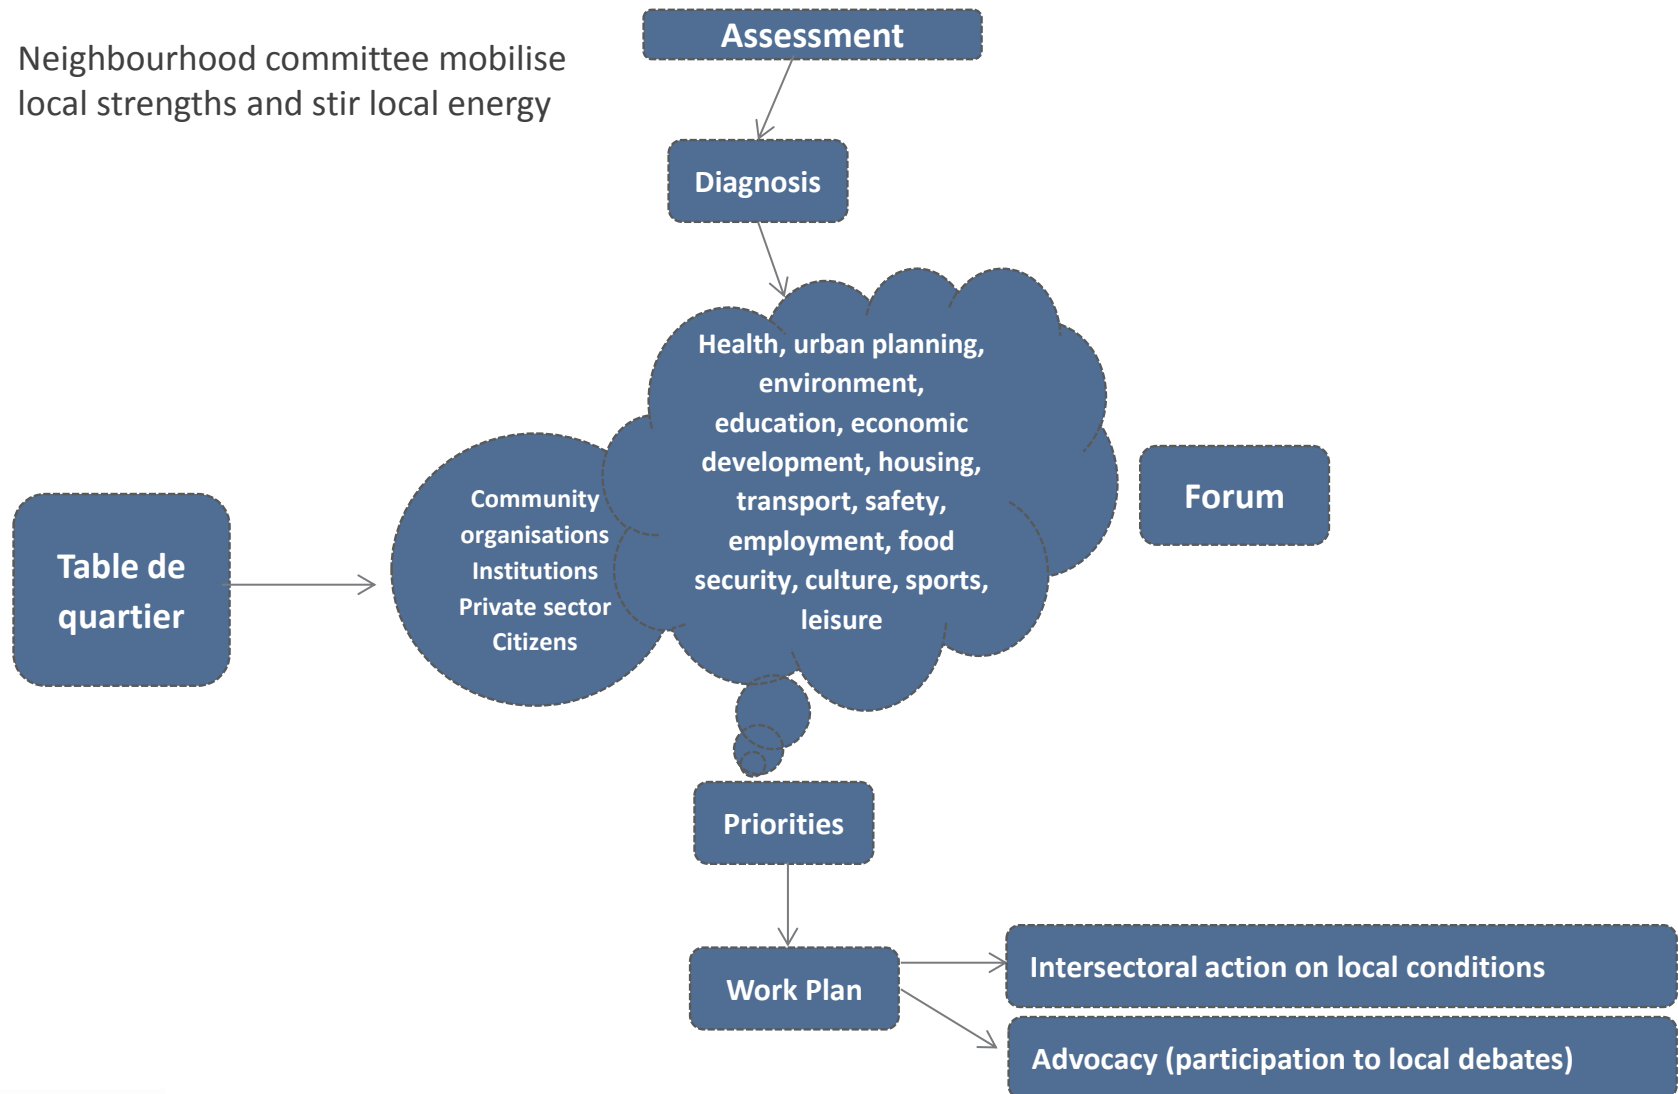 Neighbourhood committee mobilise
local strengths and stir local energy
Assessment
Diagnosis
Health, urban planning,
environment,
education, economic
development, housing,
transport, safety,
employment, food
security, culture, sports,
leisure
Community
organisations
Institutions
Private sector
Citizens
Table de
quartier
Forum
Priorities
Work Plan
Intersectoral action on local conditions
Advocacy (participation to local debates)